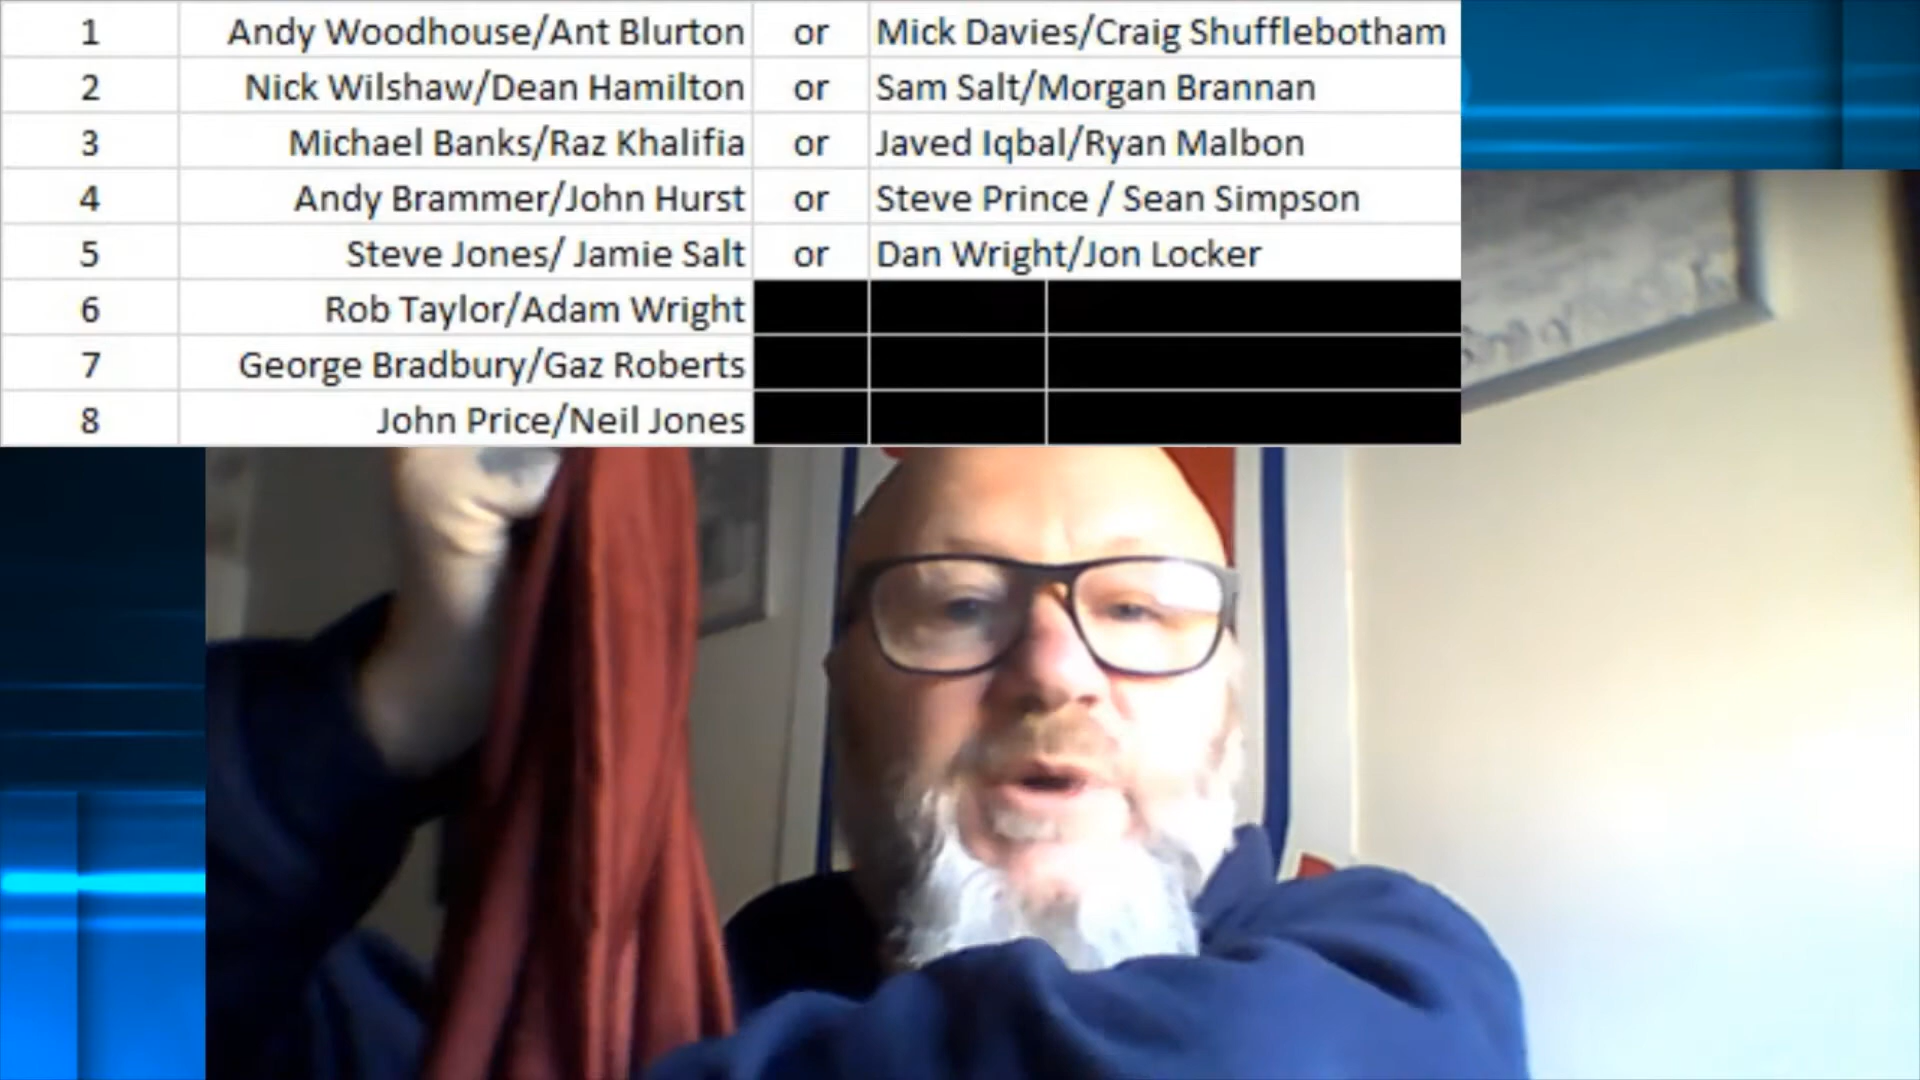 1 Andy Woodhouse/Ant Blurton or Mick Davies/Craig Shufflebotham
2 Nick Wilshaw/Dean Hamilton or Sam Salt/Morgan Brannan
3 Michael Banks/Raz Khalifia or Javed Iqbal/Ryan Malbon
4 Andy Brammer/John Hurst or Steve Prince / Sean Simpson
5 Steve Jones/ Jamie Salt or Dan Wright/Jon Locker
6 Rob Taylor/Adam Wright
7 George Bradbury/Gaz Roberts
8 John Price/Neil Jones